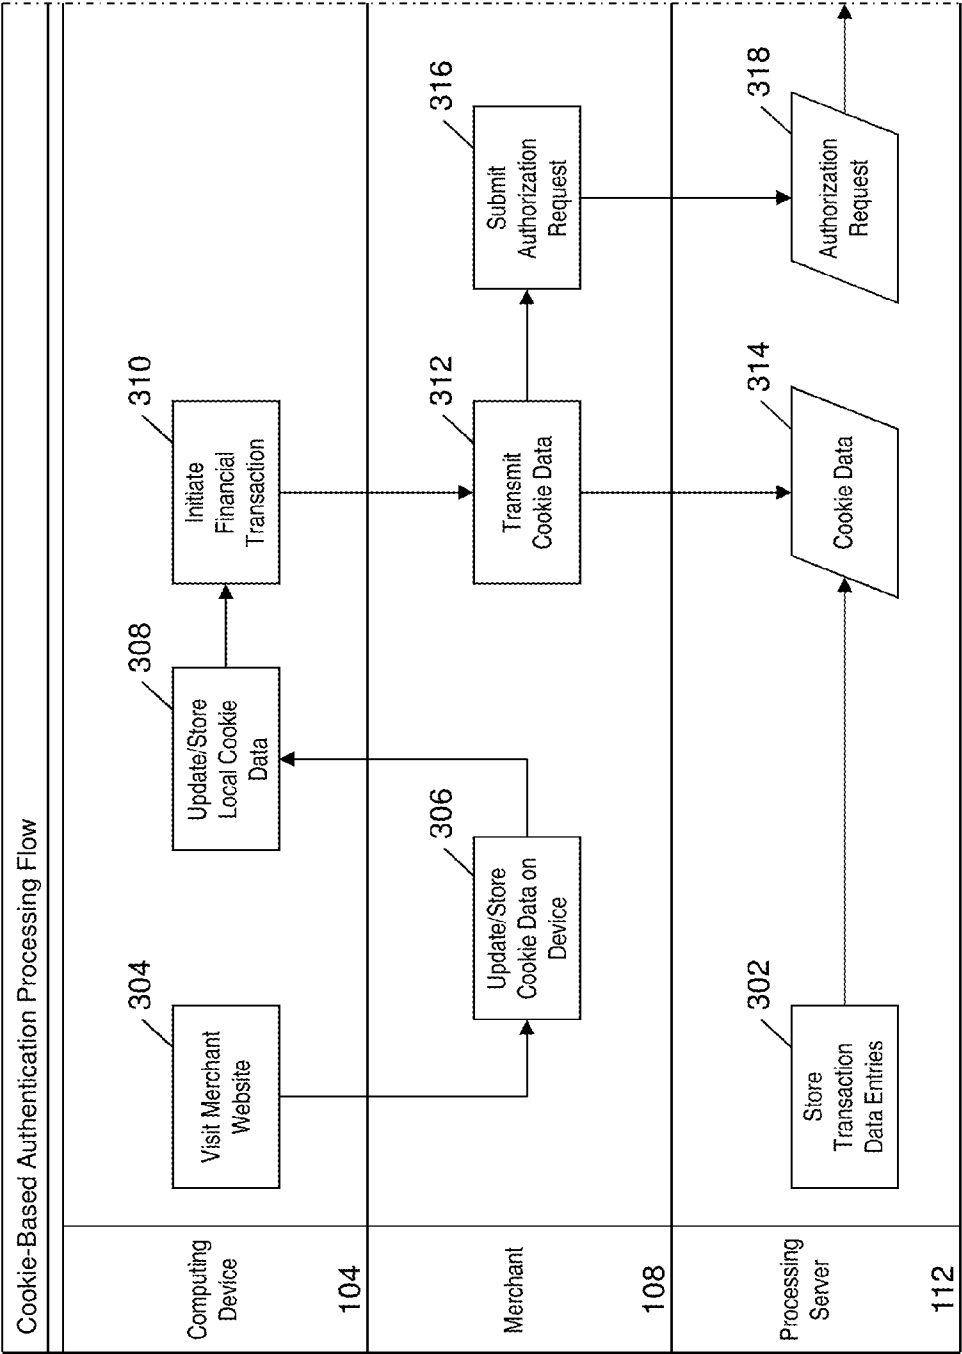 Cookie-Based Authentication Processing Flow
Computing
Device
104
304
Visit Merchant
Website
308
Update/Store
Local Cookie
Data
310
Initiate
Financial
Transaction
Merchant
108
306
Update/Store
Cookie Data on
Device
312
Transmit
Cookie Data
316
Submit
Authorization
Request
Processing
Server
112
302
Store
Transaction
Data Entries
314
Cookie Data
318
Authorization
Request